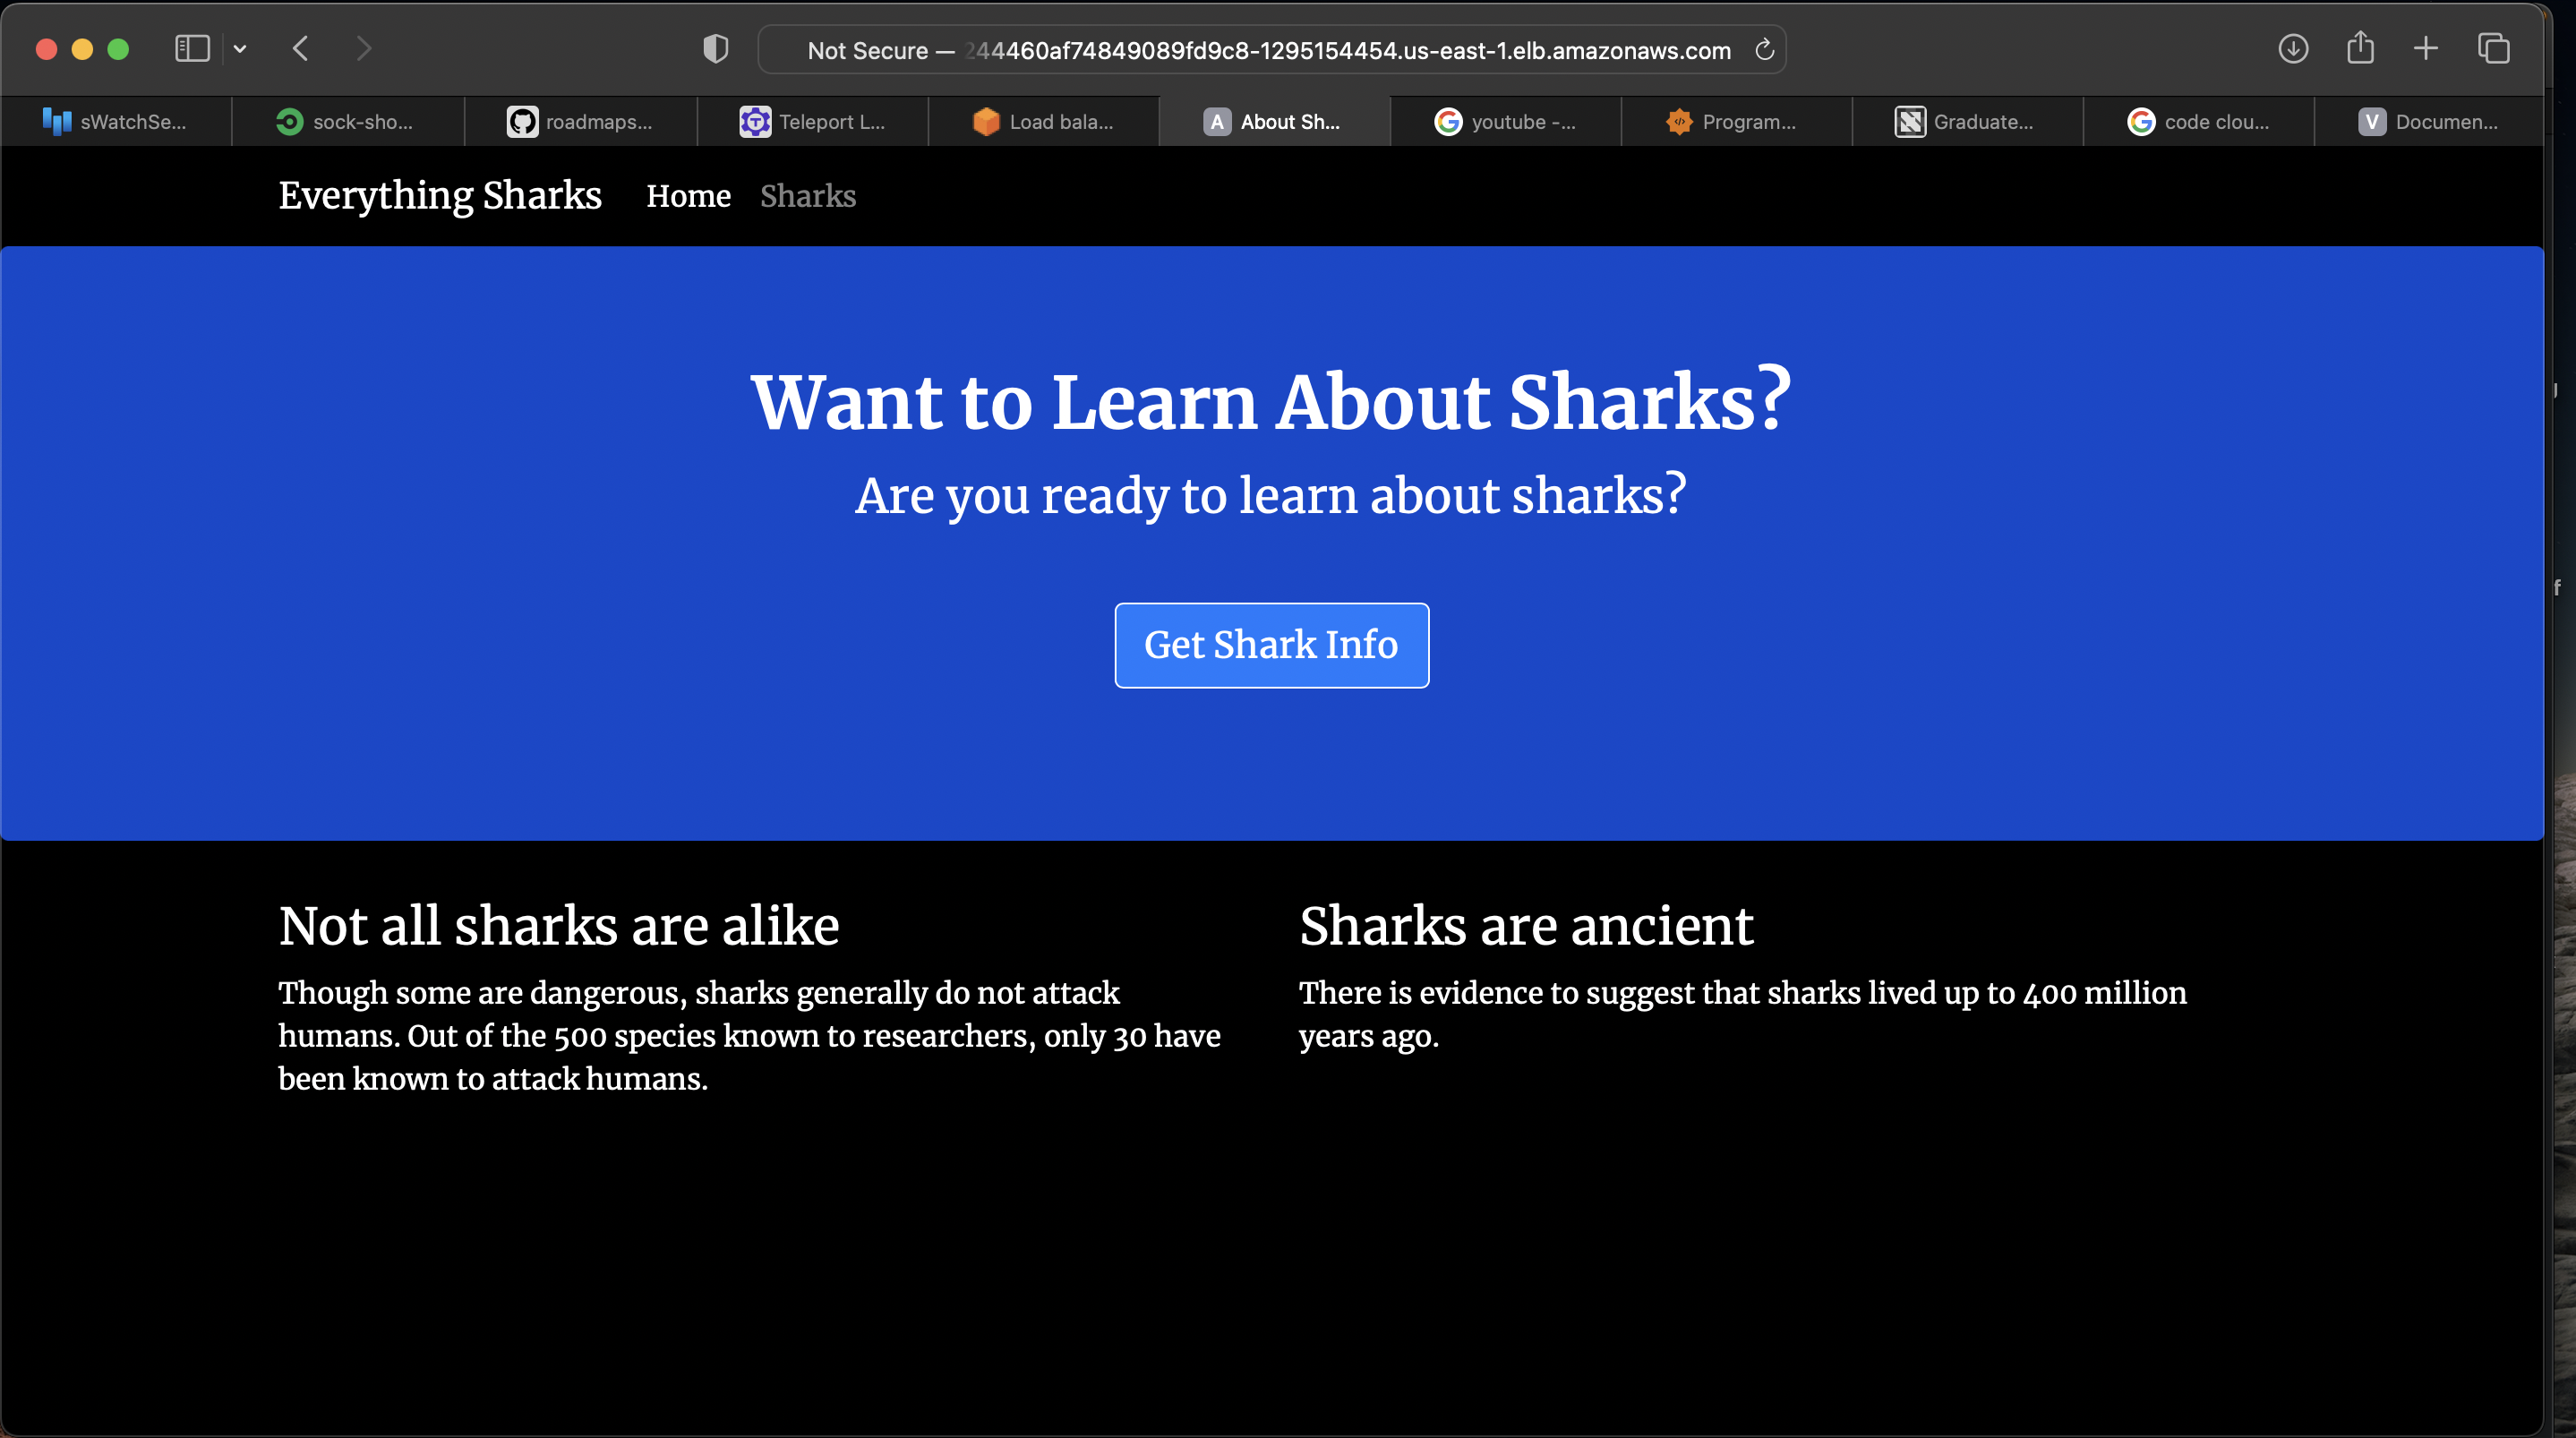 Not Secure — 244460af74849089fd9c8-1295154454.us-east-1.elb.amazonaws.com
sWatchSe... sock-sho... roadmaps... Teleport L... Load bala... A About Sh... youtube -... Program... Graduate... code clou... V Documen...
Everything Sharks Home Sharks
Want to Learn About Sharks?
Are you ready to learn about sharks?
Get Shark Info
Not all sharks are alike
Though some are dangerous, sharks generally do not attack
humans. Out of the 500 species known to researchers, only 30 have
been known to attack humans.
Sharks are ancient
There is evidence to suggest that sharks lived up to 400 million
years ago.